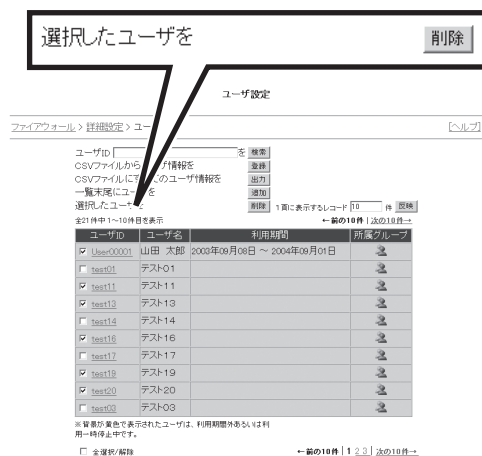 選択したユーザを 削除
ユーザ設定
ファイアウォール > 詳細設定 > ユー [ヘルプ]
ユーザID を 検索
CSVファイルから ザ情報を 登録
CSVファイルに てのユーザ情報を 出力
一覧末尾にユー を 追加
選択したユーザを 削除 1頁に表示するレコード 10 件 反映
全21件中1~10件目を表示 ←前の10件 | 次の10件→
ユーザID ユーザ名 利用期間 所属グループ
User00001 山田 太郎 2003年09月08日 ~ 2004年09月01日
test01 テスト01
test11 テスト11
test13 テスト13
test14 テスト14
test16 テスト16
test17 テスト17
test19 テスト19
test20 テスト20
test03 テスト03
※背景が黄色で表示されたユーザは、利用期間外あるいは利
用一時停止中です。
全選択/解除 ←前の10件 | 1 2 3 | 次の10件→